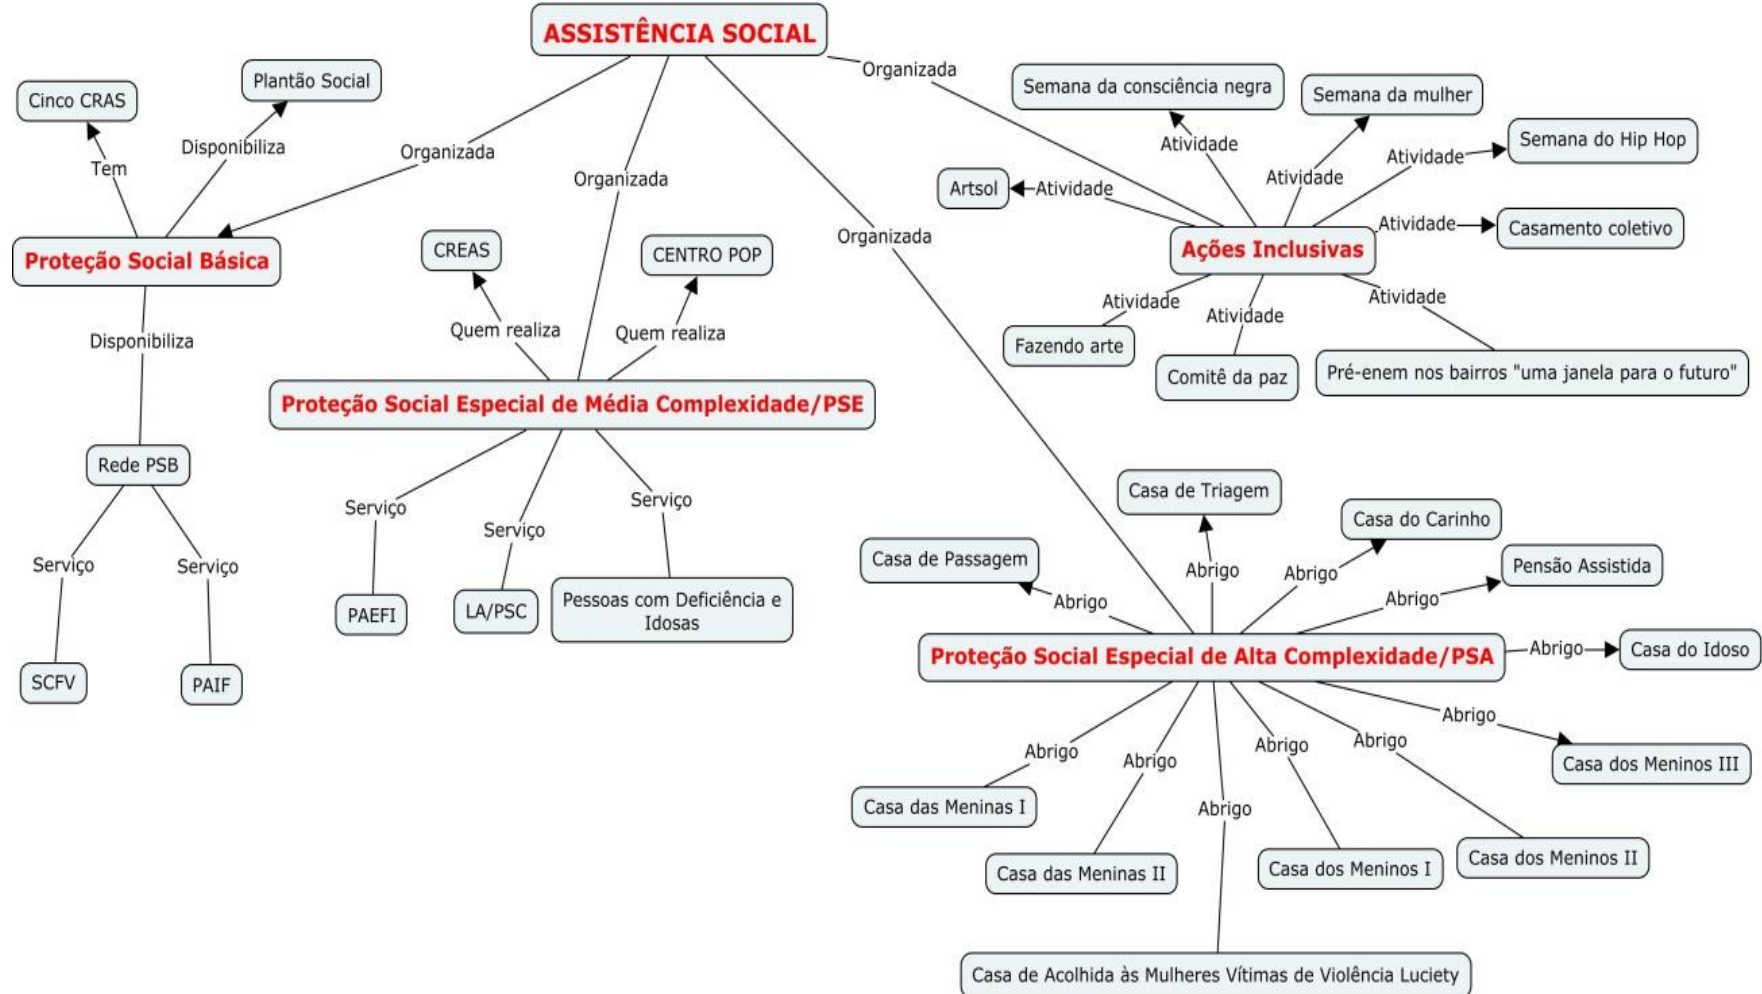 ASSISTÊNCIA SOCIAL
Organizada
Semana da consciência negra
Semana da mulher
Plantão Social
Cinco CRAS
Semana do Hip Hop
Disponibiliza
Organizada
Atividade
Atividade
Tem
Organizada
Atividade
Artsol
Atividade
Atividade
Casamento coletivo
Organizada
Proteção Social Básica
CREAS
CENTRO POP
Ações Inclusivas
Atividade
Atividade
Atividade
Disponibiliza
Quem realiza
Quem realiza
Fazendo arte
Comitê da paz
Pré-enem nos bairros "uma janela para o futuro"
Proteção Social Especial de Média Complexidade/PSE
Rede PSB
Casa de Triagem
Serviço
Serviço
Serviço
Casa do Carinho
Casa de Passagem
Pensão Assistida
Serviço
Serviço
Abrigo
Abrigo
Abrigo
Abrigo
PAEFI
LA/PSC
Pessoas com Deficiência e
Idosas
Proteção Social Especial de Alta Complexidade/PSA
Abrigo
Casa do Idoso
SCFV
PAIF
Abrigo
Abrigo
Abrigo
Abrigo
Abrigo
Casa dos Meninos III
Casa das Meninas I
Abrigo
Casa das Meninas II
Casa dos Meninos I
Casa dos Meninos II
Casa de Acolhida às Mulheres Vítimas de Violência Luciety